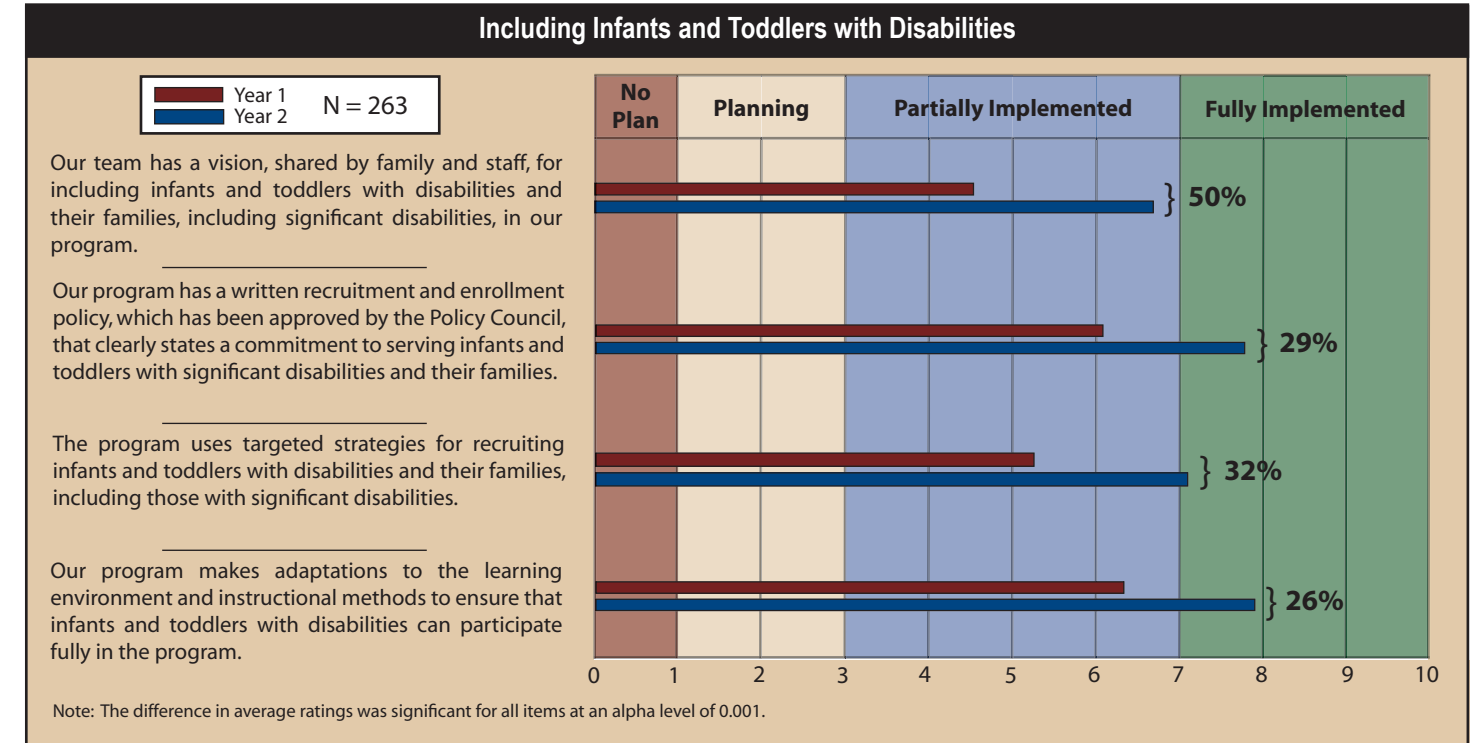 Including Infants and Toddlers with Disabilities
Year 1
Year 2
N = 263
No
Plan
Planning
Partially Implemented
Fully Implemented
Our team has a vision, shared by family and staff, for
including infants and toddlers with disabilities and
their families, including significant disabilities, in our
program.
} 50%
Our program has a written recruitment and enrollment
policy, which has been approved by the Policy Council,
that clearly states a commitment to serving infants and
toddlers with significant disabilities and their families.
} 29%
The program uses targeted strategies for recruiting
infants and toddlers with disabilities and their families,
including those with significant disabilities.
} 32%
Our program makes adaptations to the learning
environment and instructional methods to ensure that
infants and toddlers with disabilities can participate
fully in the program.
} 26%
0 1 2 3 4 5 6 7 8 9 10
Note: The difference in average ratings was significant for all items at an alpha level of 0.001.